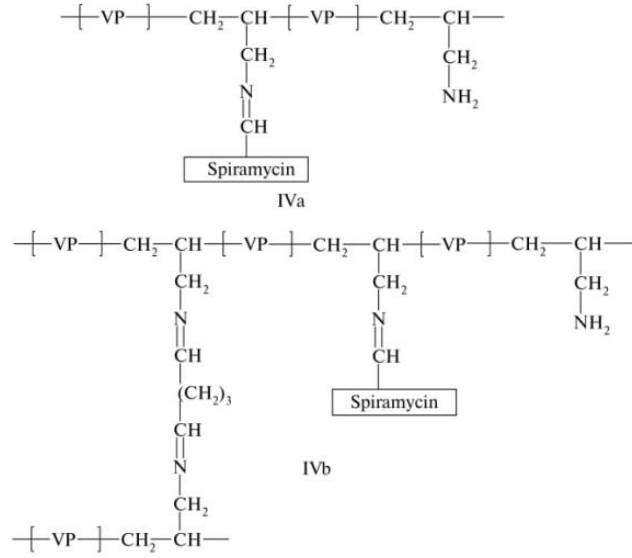 —[—VP—]—CH₂—CH—[—VP—]—CH₂—CH—
CH₂ CH₂
N NH₂
CH
Spiramycin
IVa
—[—VP—]—CH₂—CH—[—VP—]—CH₂—CH—[—VP—]—CH₂—CH—
CH₂ CH₂ CH₂
N N NH₂
CH CH
(CH₂)₃ Spiramycin
CH
N IVb
CH₂
—[—VP—]—CH₂—CH—